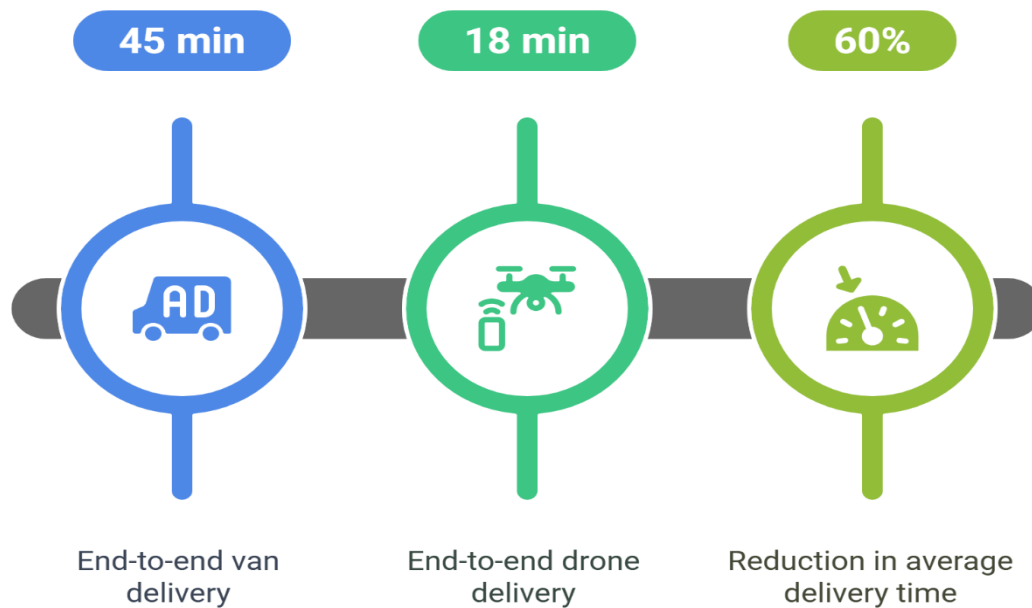 45 min
18 min
60%
AD
End-to-end van
delivery
End-to-end drone
delivery
Reduction in average
delivery time